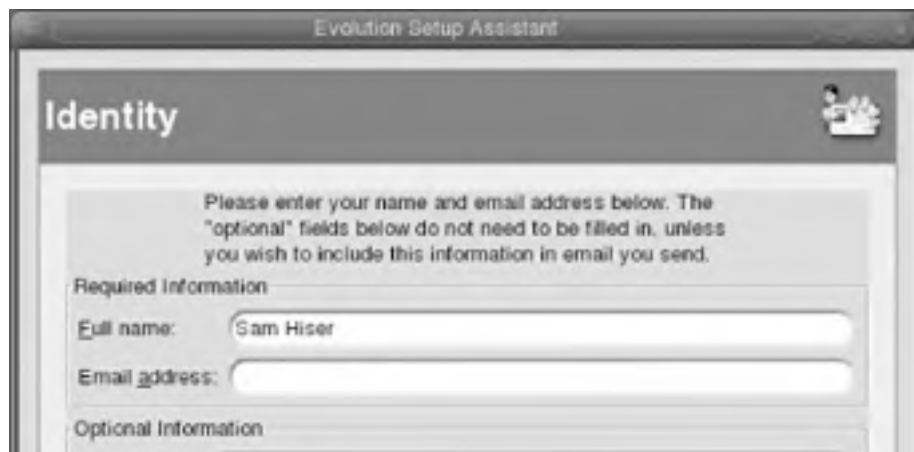 Evolution Setup Assistant
Identity
Please enter your name and email address below. The
"optional" fields below do not need to be filled in, unless
you wish to include this information in email you send.
Required Information
Full name: Sam Hiser
Email address:
Optional Information